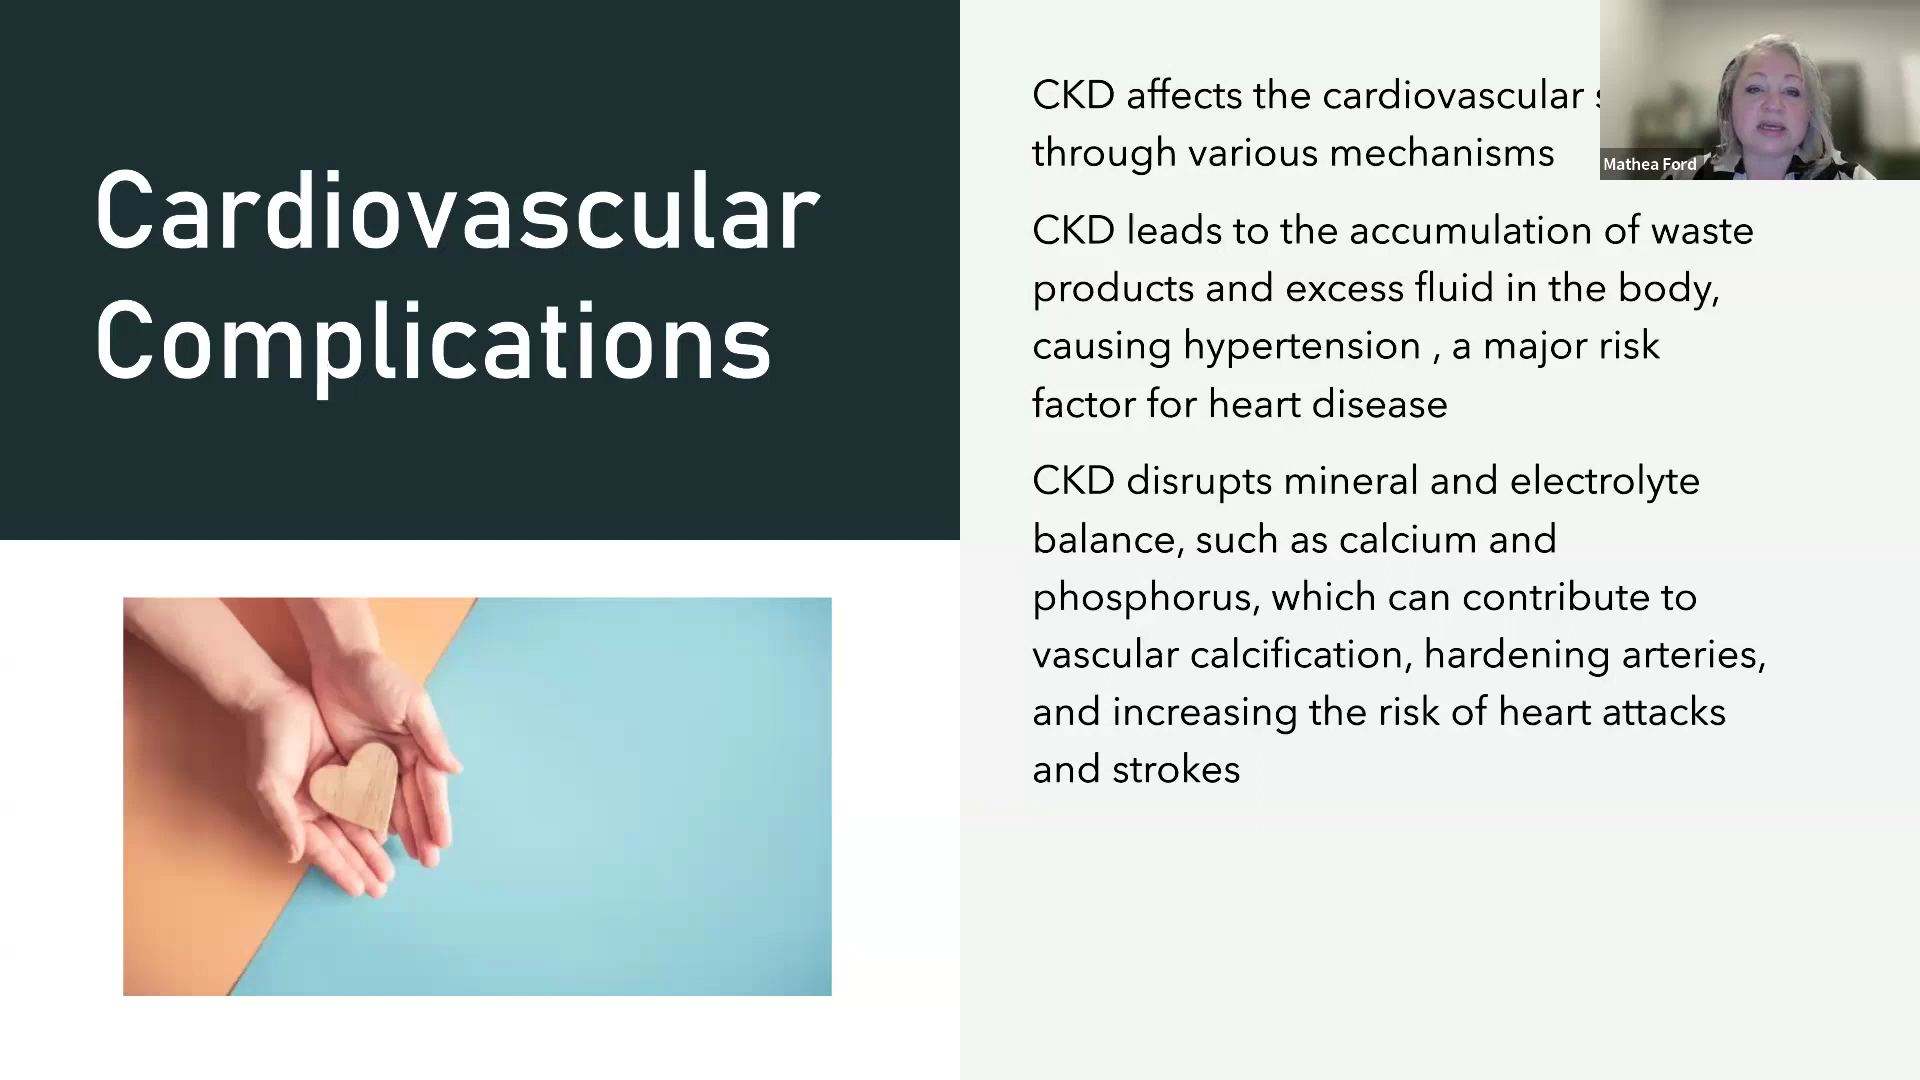 Cardiovascular
Complications
CKD affects the cardiovascular
through various mechanisms
Mathea Ford
CKD leads to the accumulation of waste
products and excess fluid in the body,
causing hypertension , a major risk
factor for heart disease
CKD disrupts mineral and electrolyte
balance, such as calcium and
phosphorus, which can contribute to
vascular calcification, hardening arteries,
and increasing the risk of heart attacks
and strokes